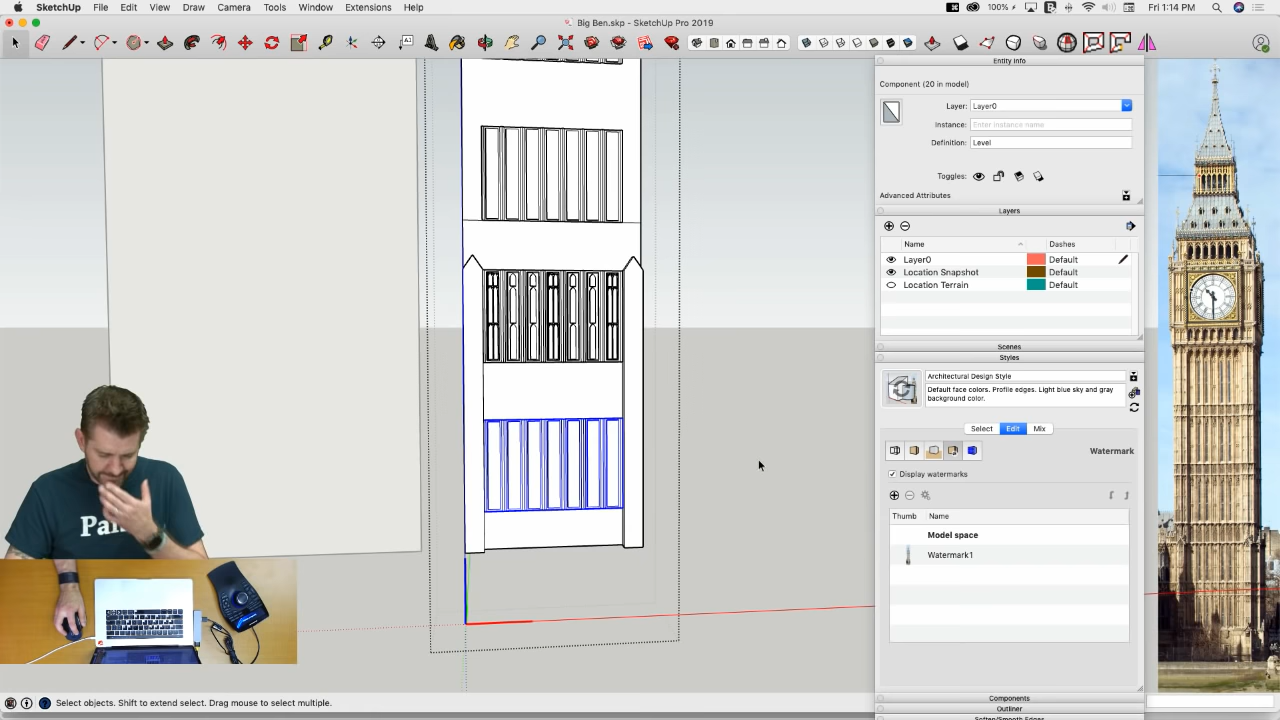 SketchUp File Edit View Draw Camera Tools Window Extensions Help
100% Fri 1:14 PM
Big Ben.skp - SketchUp Pro 2019
Entity Info
Component (20 in model)
Layer: Layer0
Instance: Enter instance name
Definition: Level
Toggles:
Advanced Attributes
Layers
Name Dashes
Layer0 Default
Location Snapshot Default
Location Terrain Default
Scenes
Styles
Architectural Design Style
Default face colors. Profile edges. Light blue sky and gray
background color.
Select Edit Mix
Watermark
Display watermarks
Thumb Name
Model space
Watermark1
Select objects. Shift to extend select. Drag mouse to select multiple.
Components
Outliner
Soften/Smooth Edges